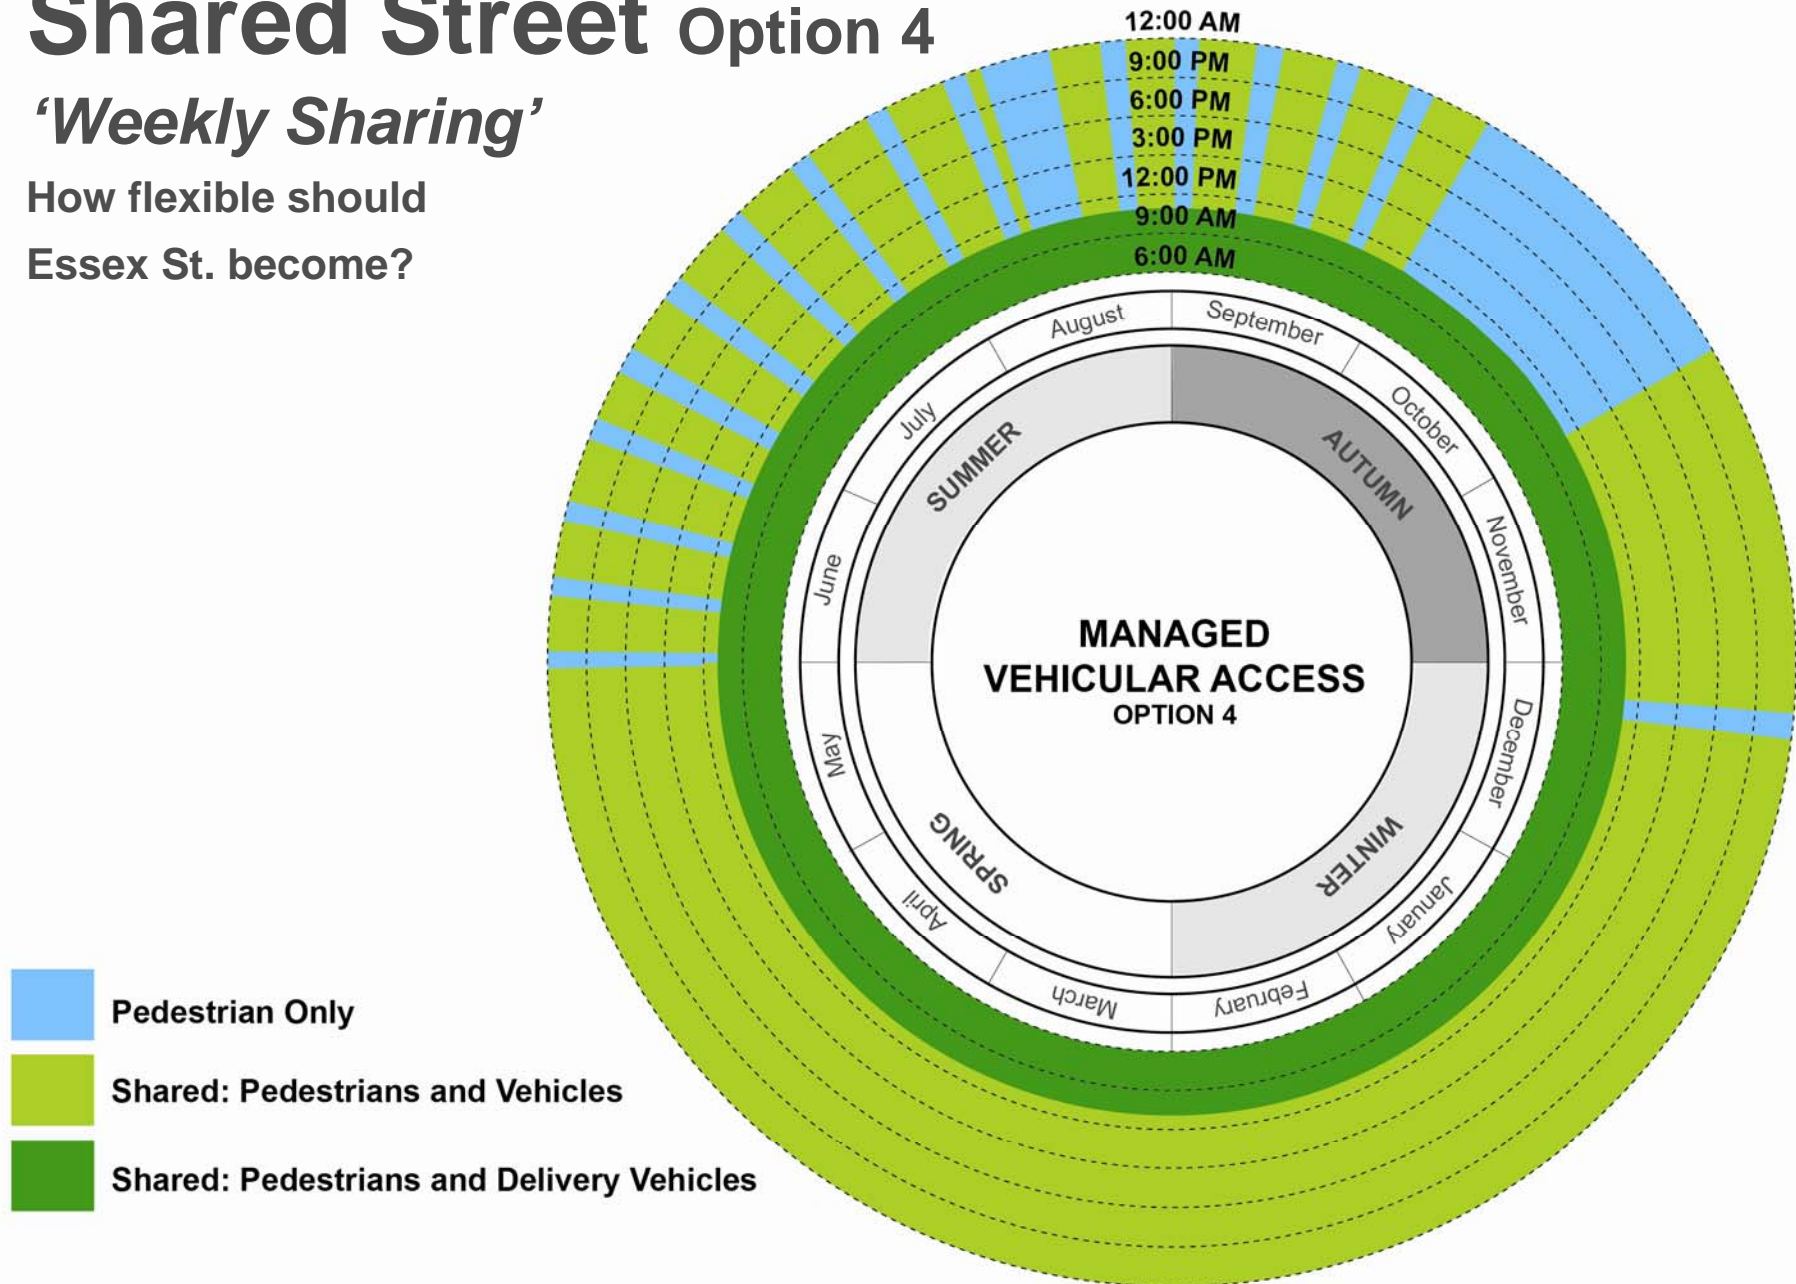 Shared Street Option 4
‘Weekly Sharing’
How flexible should
Essex St. become?
12:00 AM
9:00 PM
6:00 PM
3:00 PM
12:00 PM
9:00 AM
6:00 AM
August
September
July
October
June
November
May
December
April
January
March
February
SUMMER
AUTUMN
SPRING
WINTER
MANAGED
VEHICULAR ACCESS
OPTION 4
Pedestrian Only
Shared: Pedestrians and Vehicles
Shared: Pedestrians and Delivery Vehicles